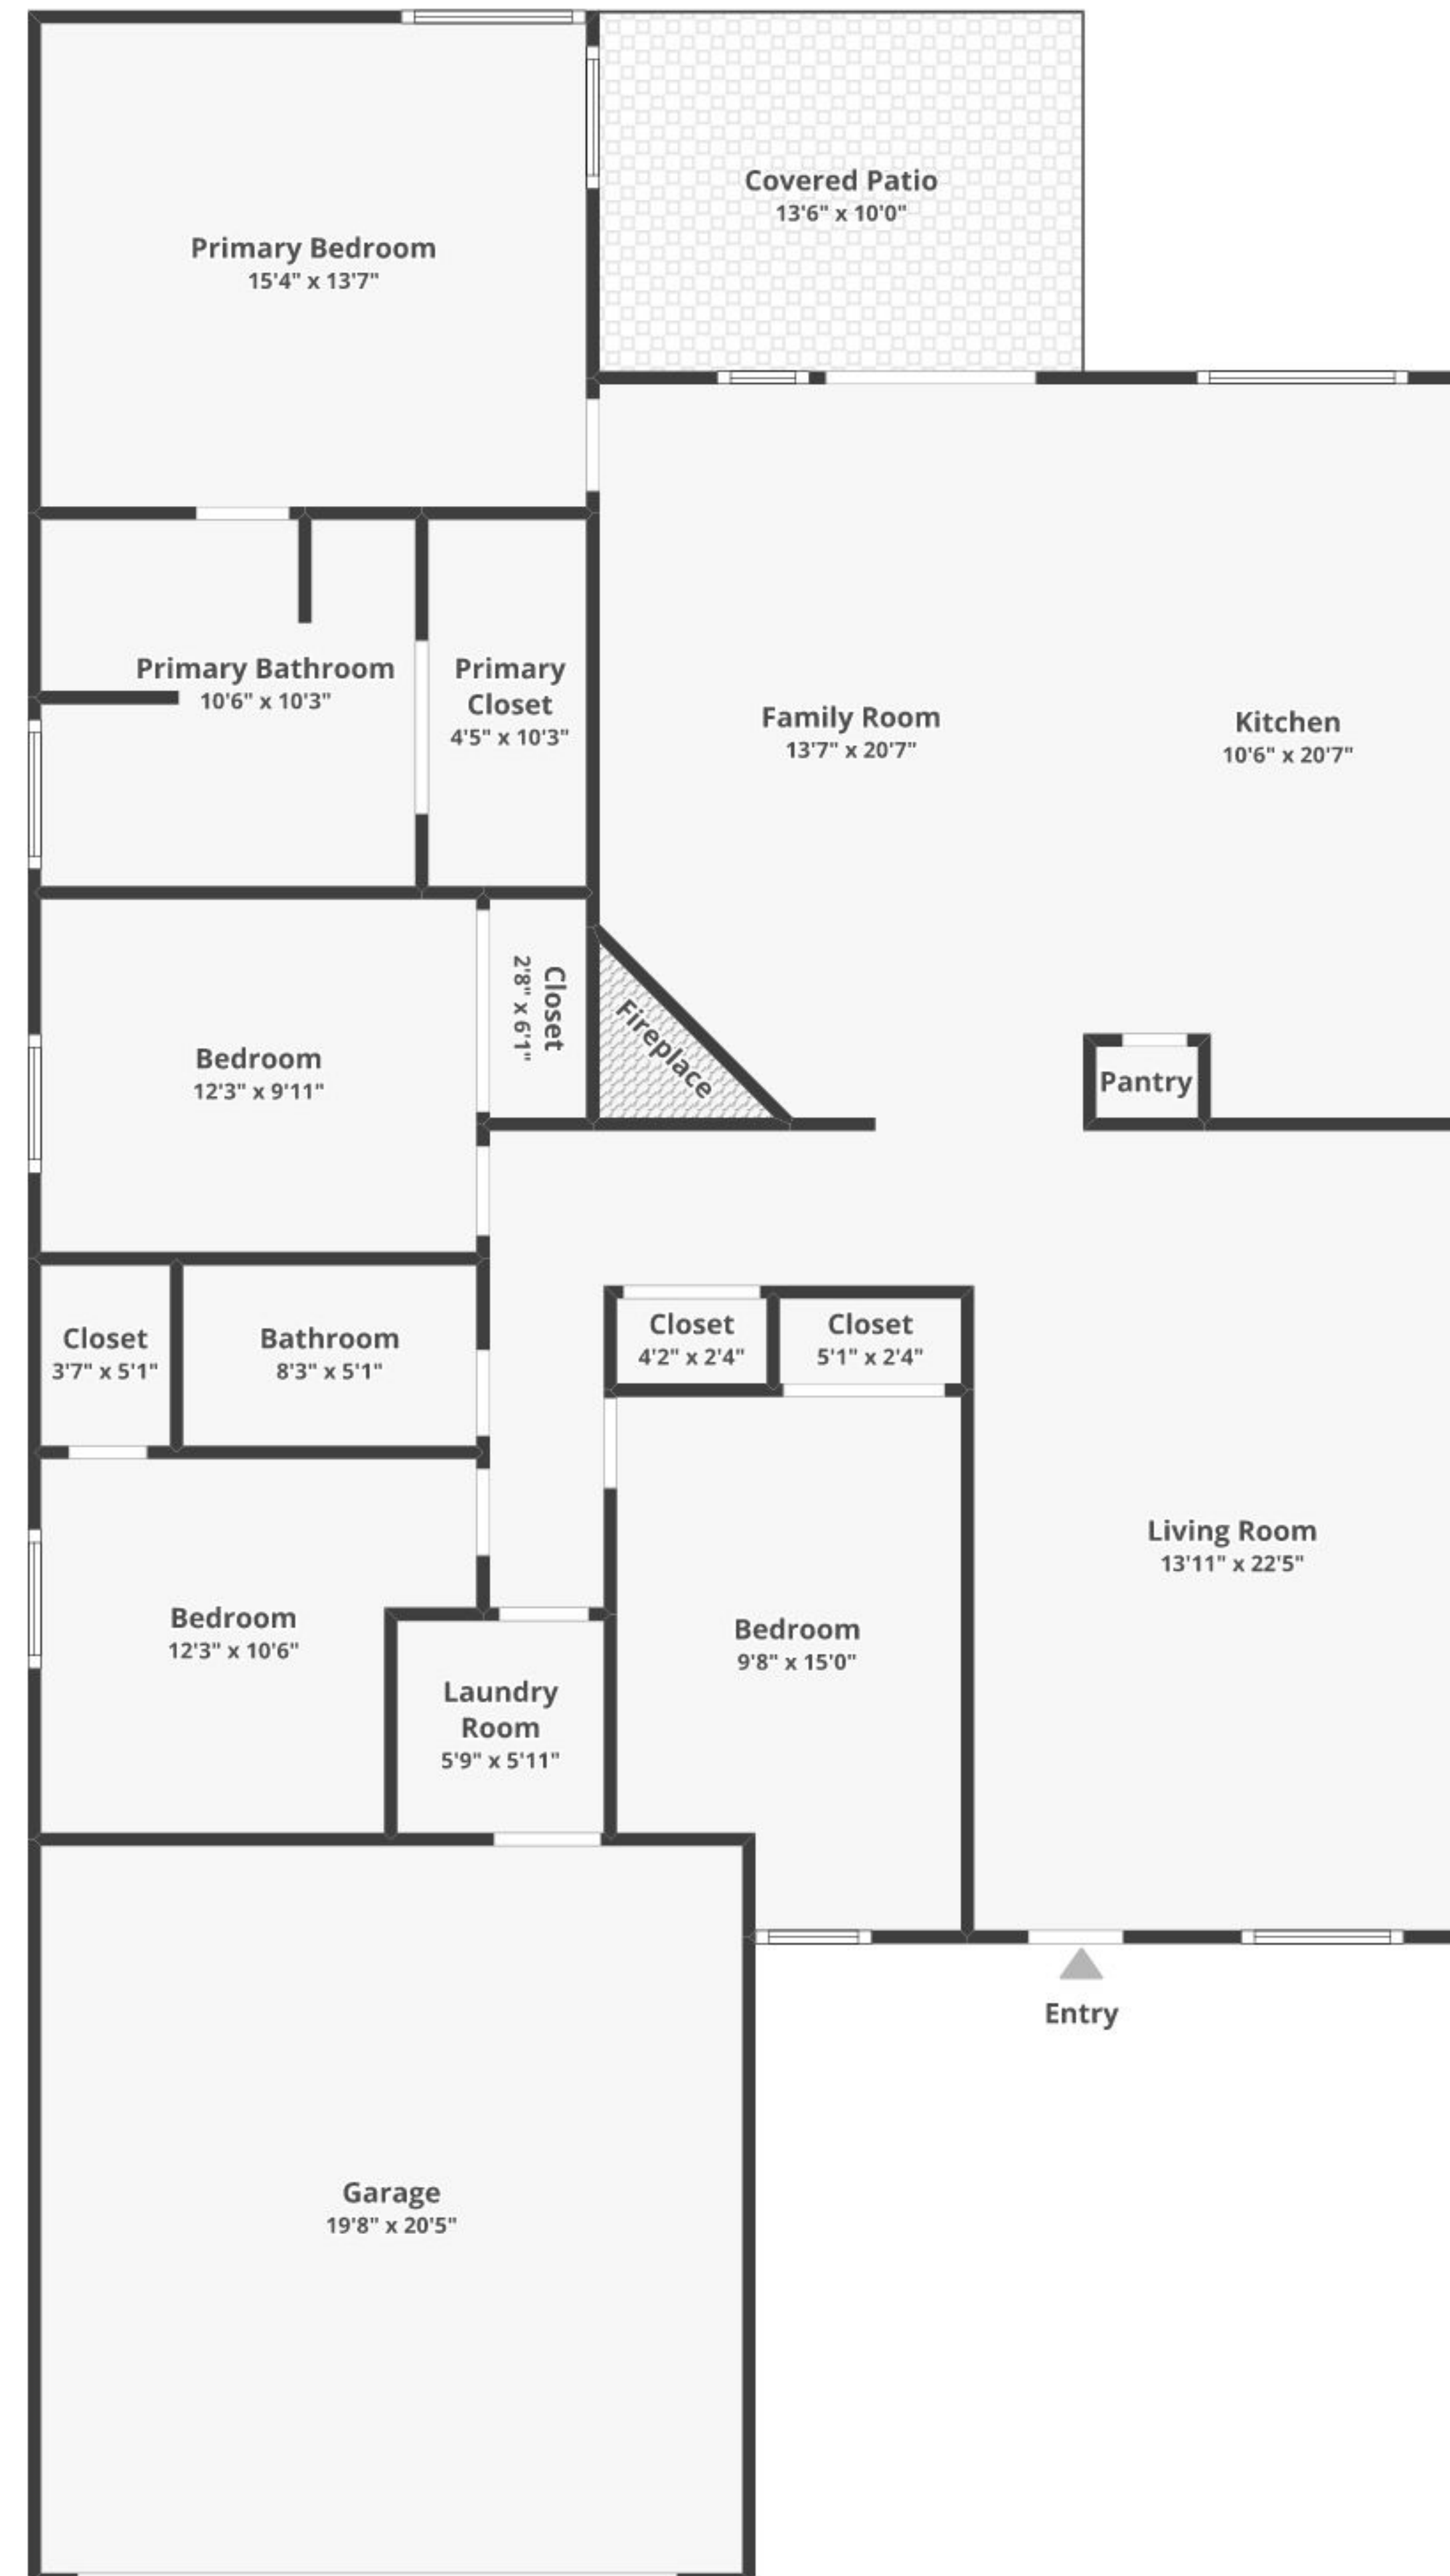 Covered Patio
13'6" x 10'0"
Primary Bedroom
15'4" x 13'7"
Primary Bathroom
10'6" x 10'3"
Primary
Closet
4'5" x 10'3"
Family Room
13'7" x 20'7"
Kitchen
10'6" x 20'7"
Closet
2'8" x 6'1"
Fireplace
Bedroom
12'3" x 9'11"
Pantry
Closet
3'7" x 5'1"
Bathroom
8'3" x 5'1"
Closet
4'2" x 2'4"
Closet
5'1" x 2'4"
Living Room
13'11" x 22'5"
Bedroom
12'3" x 10'6"
Bedroom
9'8" x 15'0"
Laundry
Room
5'9" x 5'11"
Entry
Garage
19'8" x 20'5"